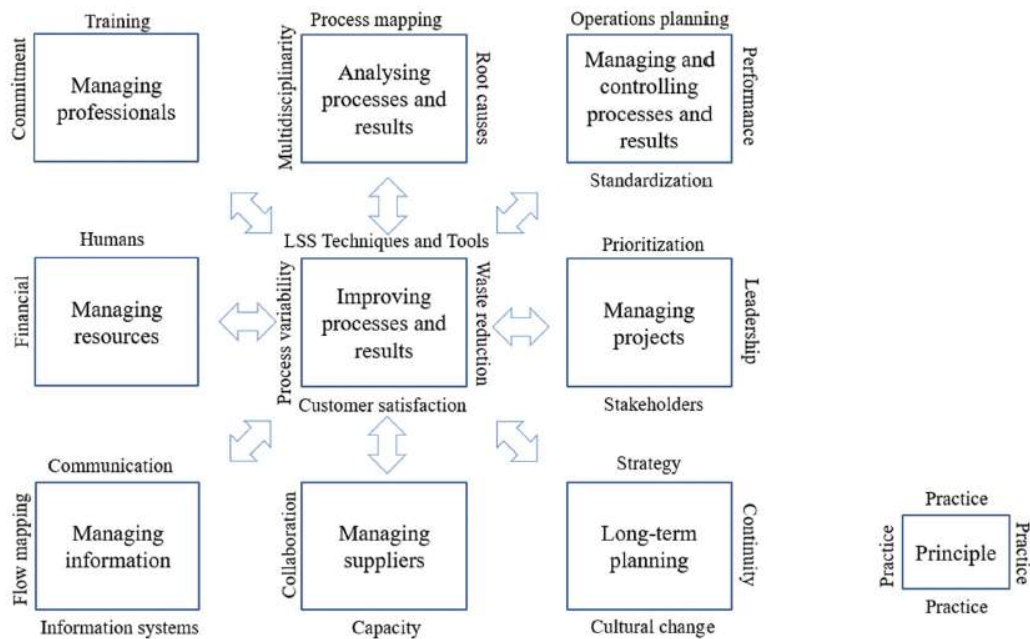 Training
Commitment
Managing
professionals
Process mapping
Multidisciplinarity
Analysing
processes and
results
Root causes
Operations planning
Managing and
controlling
processes and
results
Performance
Standardization
Humans
Financial
Managing
resources
LSS Techniques and Tools
Process variability
Improving
processes and
results
Waste reduction
Customer satisfaction
Prioritization
Managing
projects
Leadership
Stakeholders
Communication
Flow mapping
Managing
information
Information systems
Collaboration
Managing
suppliers
Capacity
Strategy
Long-term
planning
Continuity
Cultural change
Practice
Practice
Principle
Practice
Practice